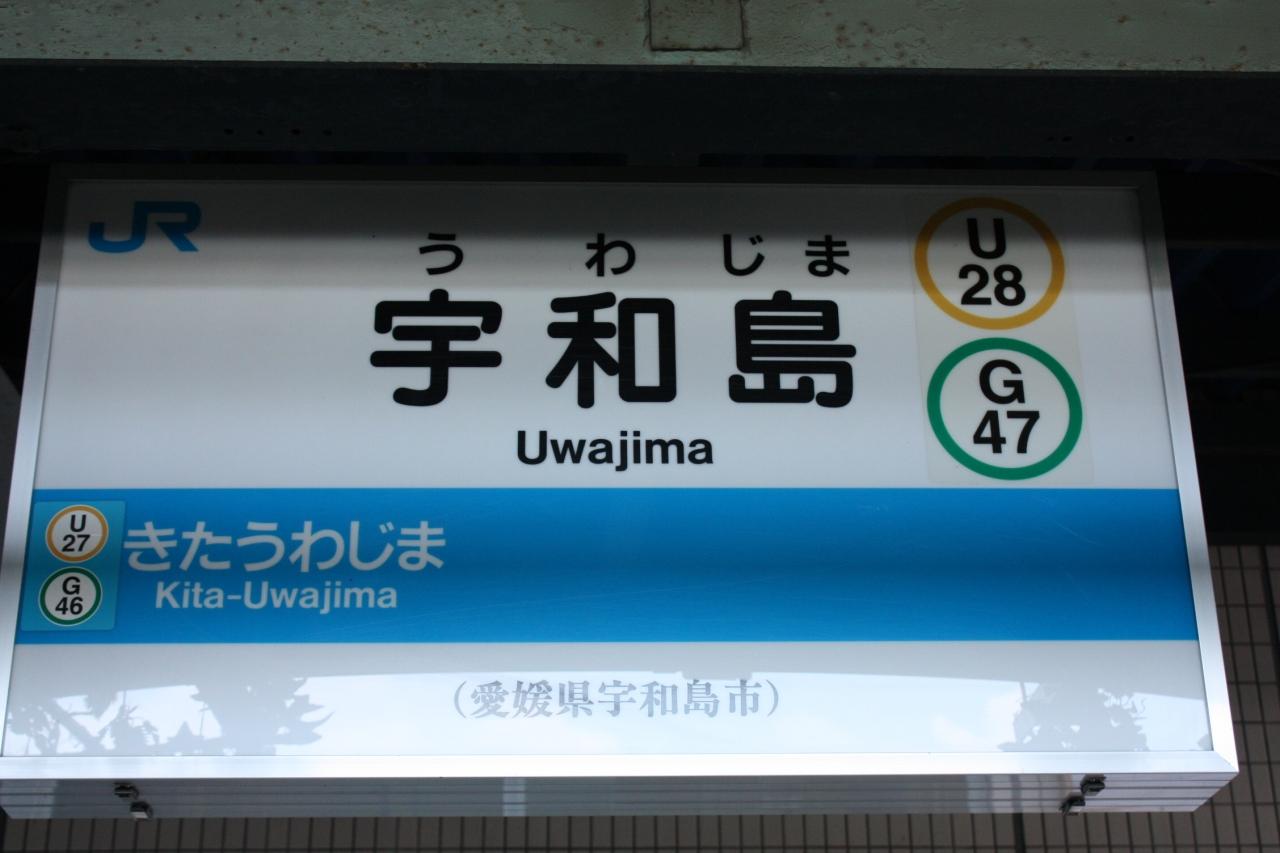 JR
うわじま
宇和島
Uwajima
U
28
G
47
U
27
G
46
きたうわじま
Kita-Uwajima
（愛媛県宇和島市）